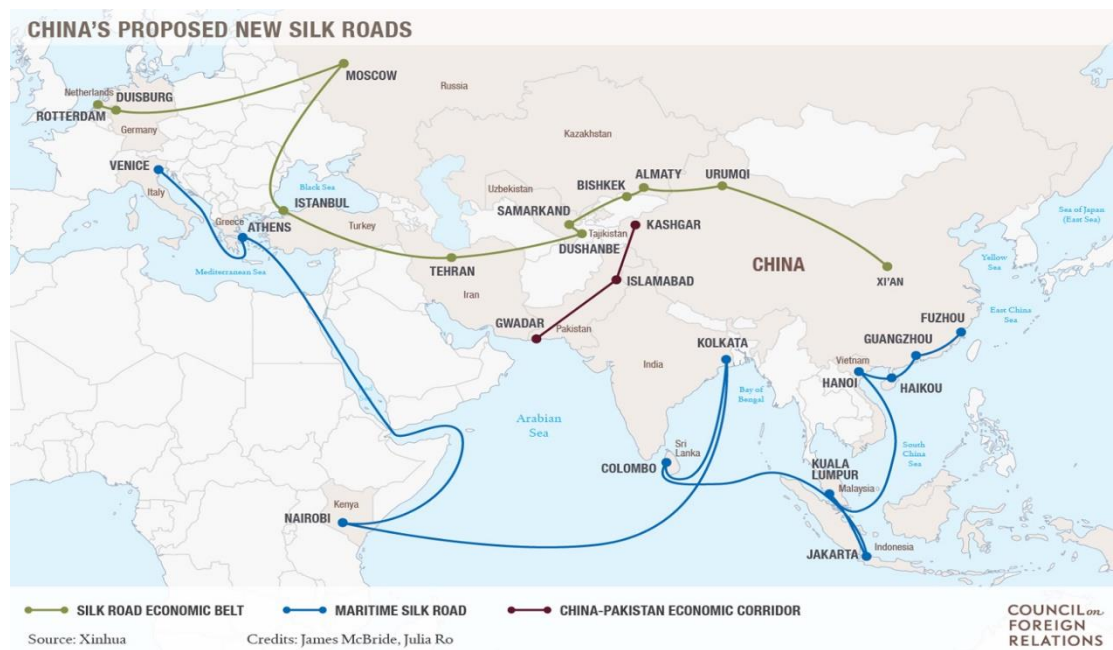 CHINA'S PROPOSED NEW SILK ROADS
MOSCOW
Netherlands
DUISBURG
Russia
ROTTERDAM
Germany
Kazakhstan
VENICE
ALMATY
URUMQI
BISHKEK
Black Sea
Uzbekistan
Italy
ISTANBUL
SAMARKAND
Sea of Japan
(East Sea)
Greece
ATHENS
Turkey
Tajikistan
KASHGAR
DUSHANBE
Yellow
Sea
Mediterranean Sea
TEHRAN
CHINA
XI'AN
ISLAMABAD
Iran
FUZHOU
East China
Sea
GWADAR
Pakistan
KOLKATA
GUANGZHOU
Vietnam
India
HANOI
HAIKOU
Bay of
Bengal
Arabian
Sea
Sri
Lanka
South
China
Sea
COLOMBO
KUALA
LUMPUR
Malaysia
Kenya
NAIROBI
Indonesia
JAKARTA
SILK ROAD ECONOMIC BELT
MARITIME SILK ROAD
CHINA-PAKISTAN ECONOMIC CORRIDOR
Source: Xinhua
Credits: James McBride, Julia Ro
COUNCIL on
FOREIGN
RELATIONS